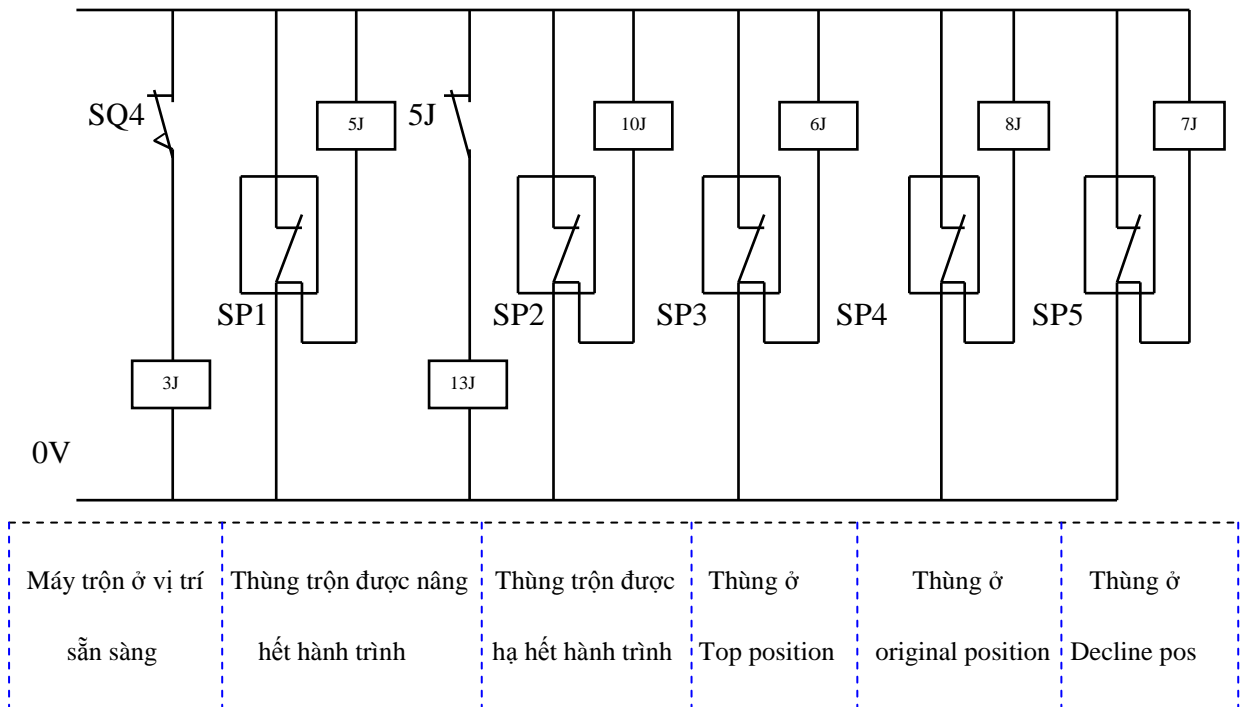 SQ4
5J
5J
10J
6J
8J
7J
SP1
SP2
SP3
SP4
SP5
3J
13J
0V
Máy trộn ở vị trí
sẵn sàng
Thùng trộn được nâng
hết hành trình
Thùng trộn được
hạ hết hành trình
Thùng ở
Top position
Thùng ở
original position
Thùng ở
Decline pos